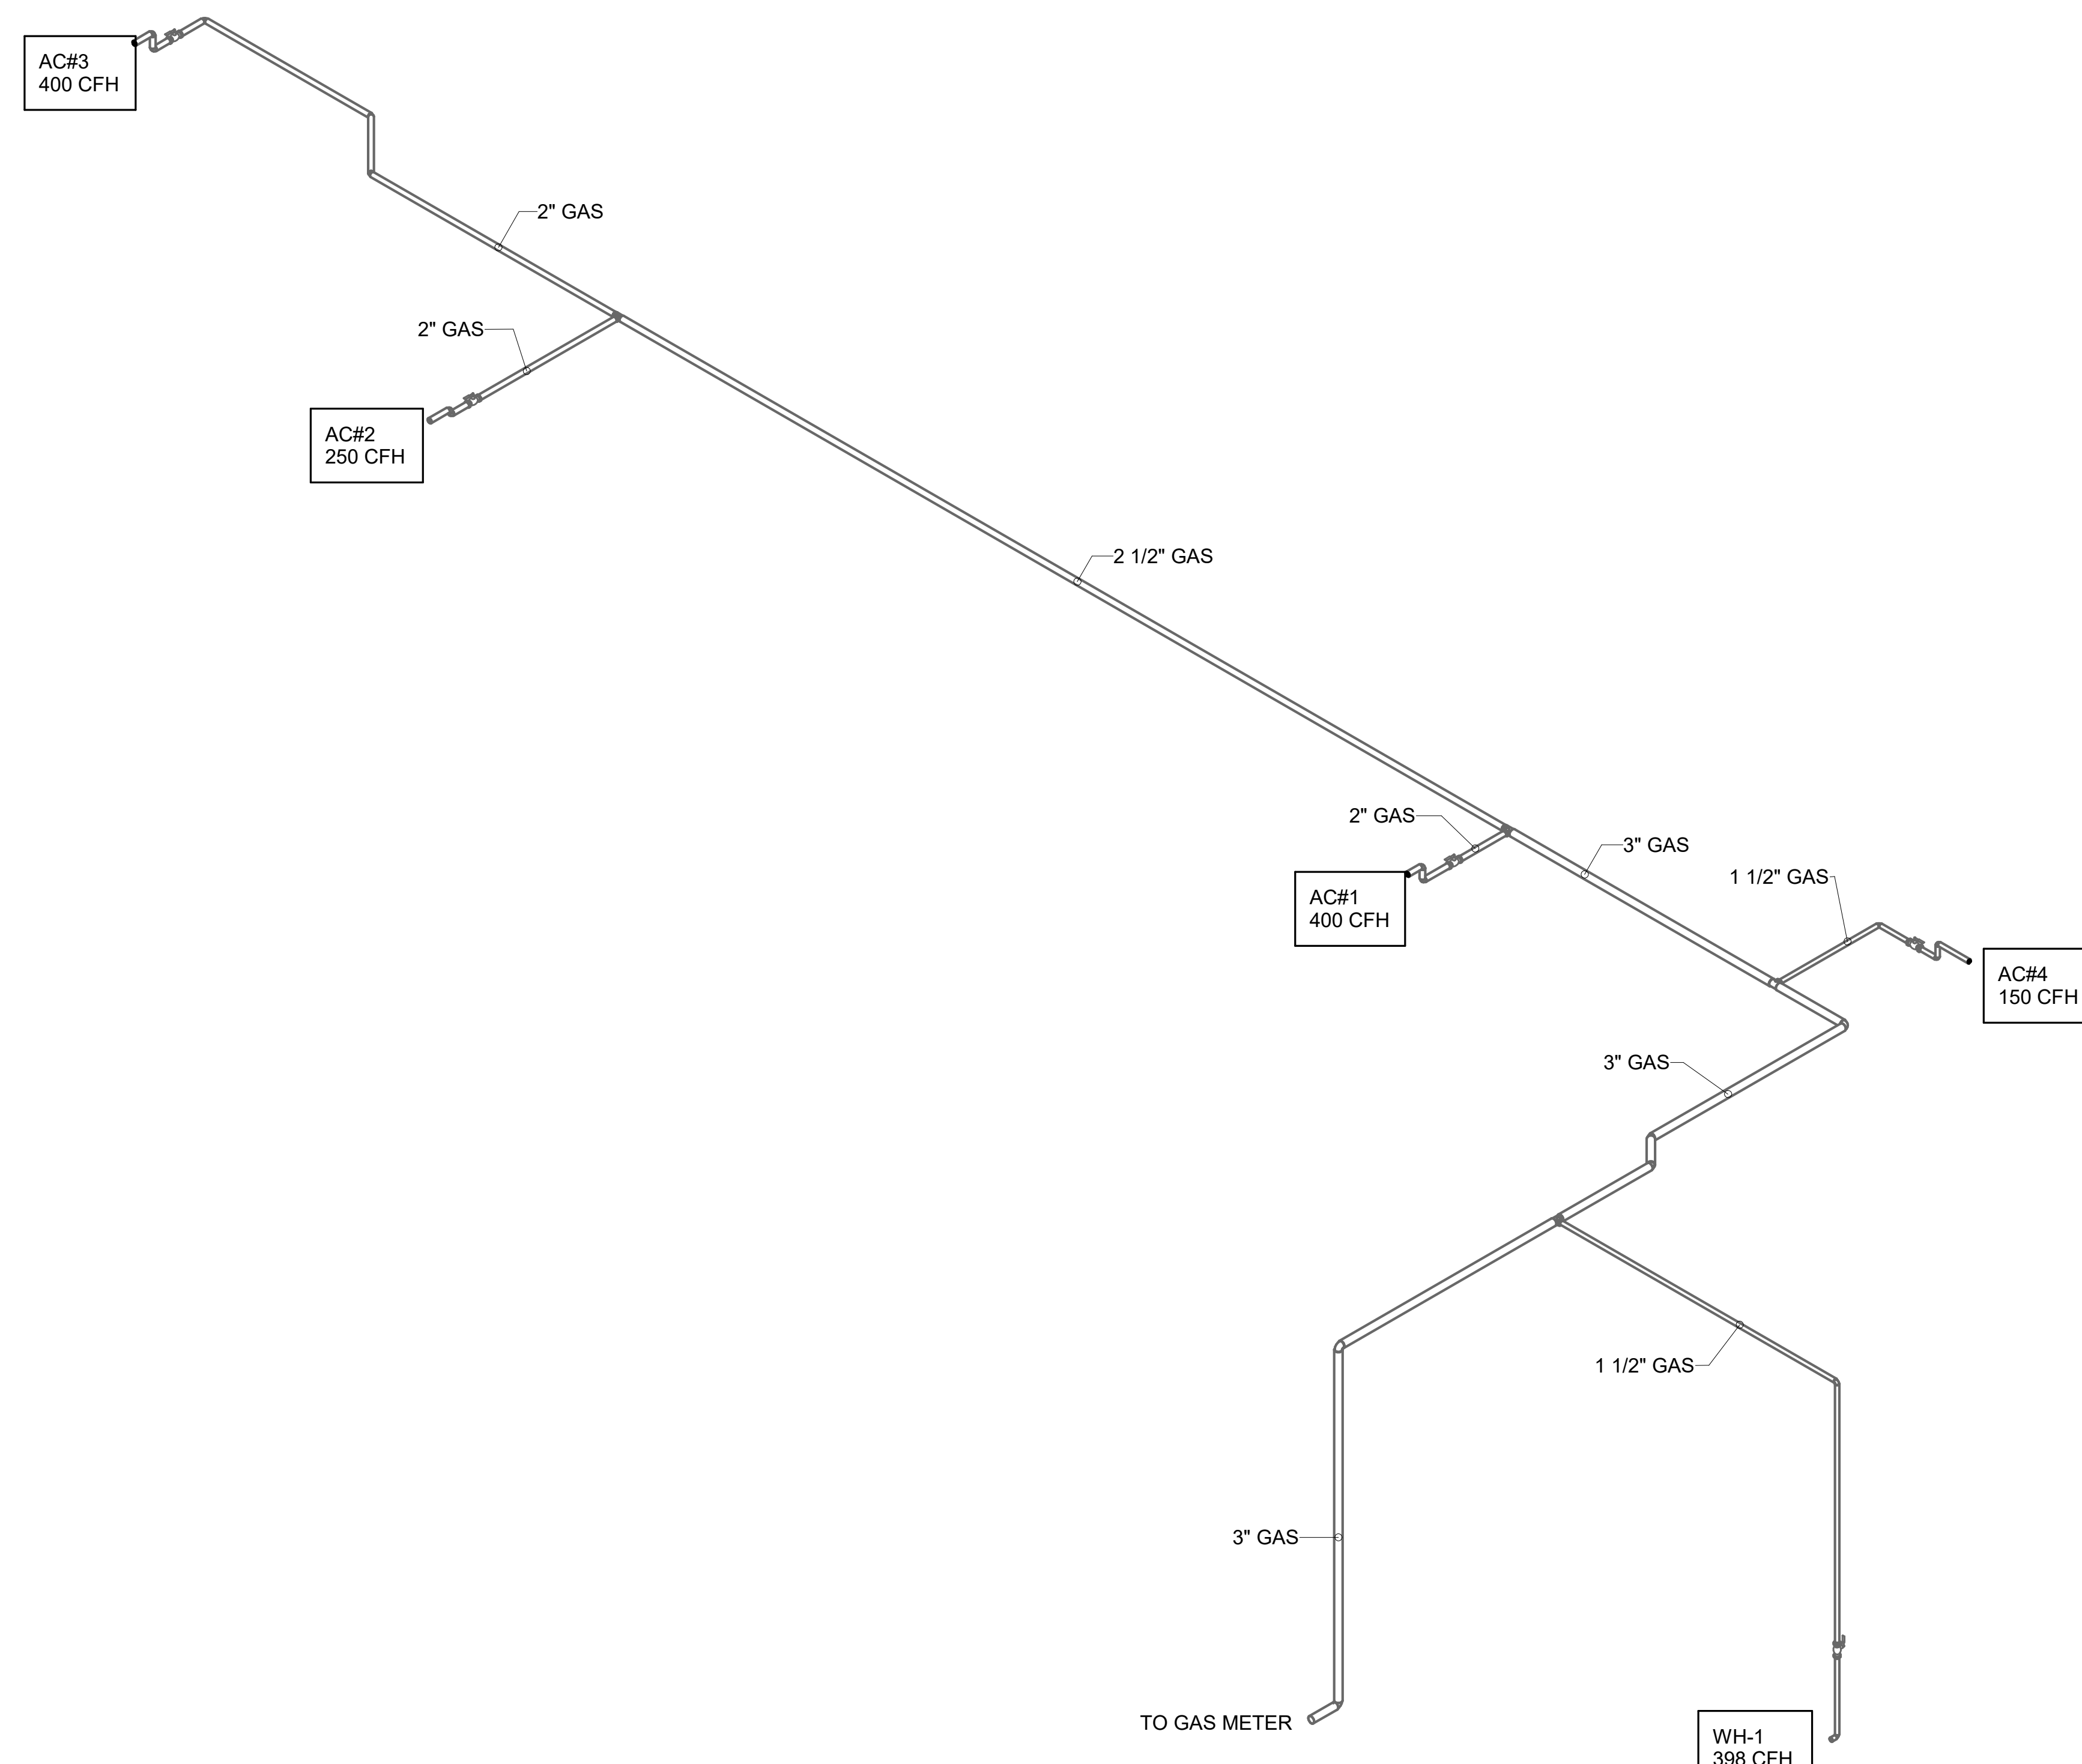 AC#3
400 CFH
2" GAS
2" GAS
AC#2
250 CFH
2 1/2" GAS
2" GAS
3" GAS
1 1/2" GAS
AC#1
400 CFH
AC#4
150 CFH
3" GAS
1 1/2" GAS
3" GAS
TO GAS METER
WH-1
398 CFH